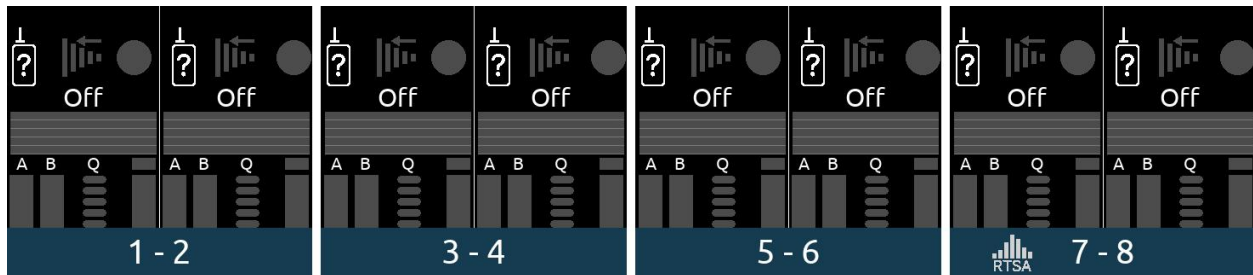 ? ? ? ? ? ? ? ?
Off Off Off Off Off Off Off Off
A B Q A B Q A B Q A B Q A B Q A B Q A B Q A B Q
1 - 2 3 - 4 5 - 6 RTSA 7 - 8